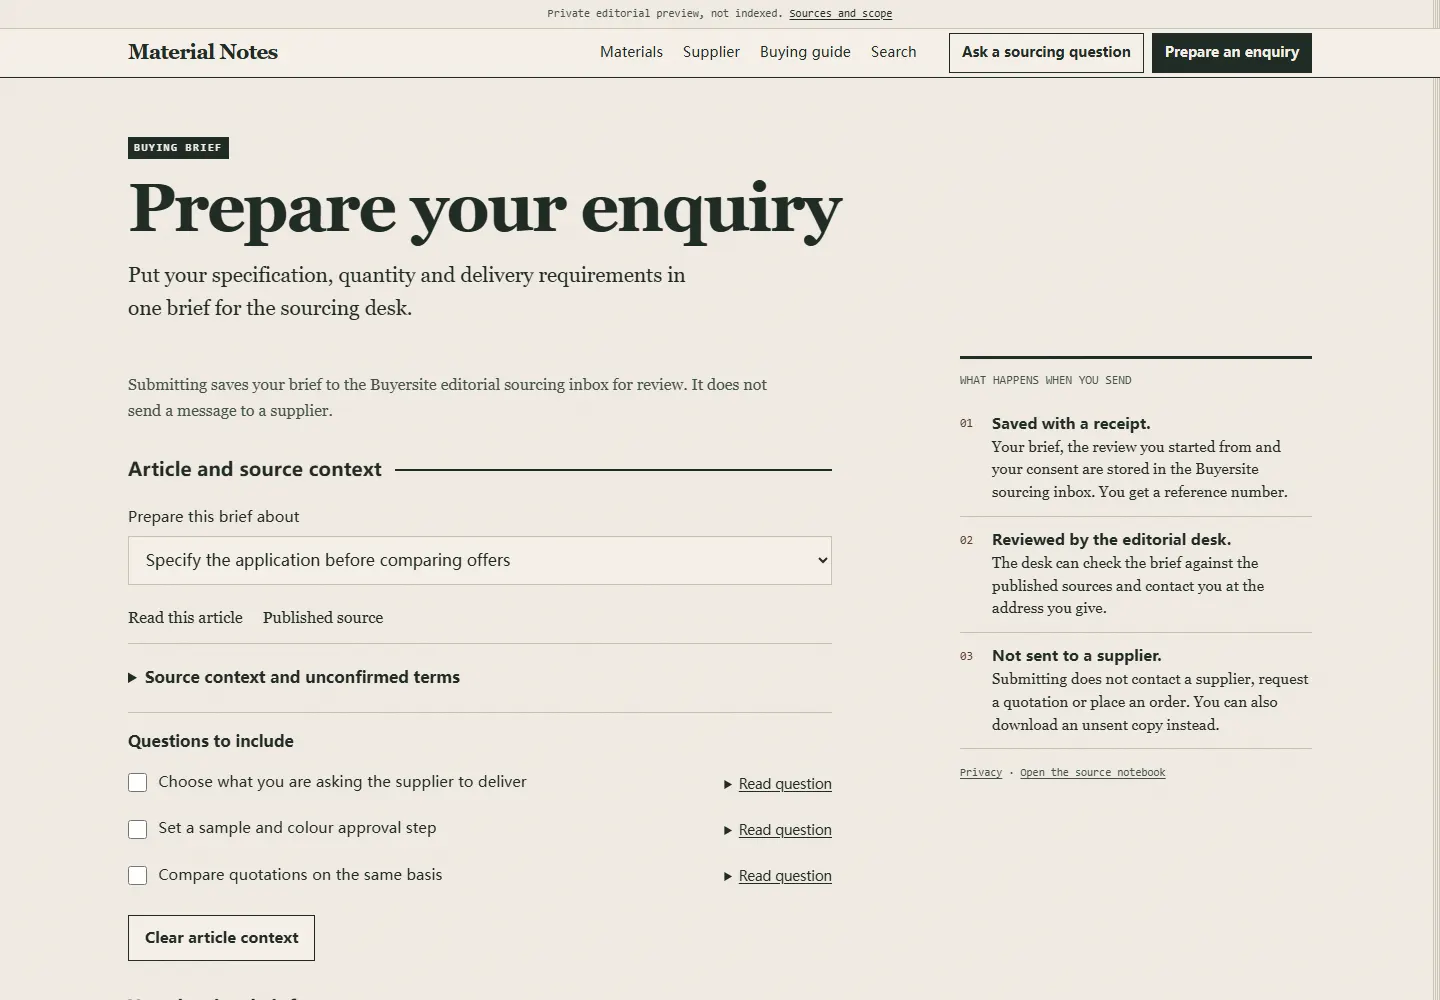 Private editorial preview, not indexed. Sources and scope
Material Notes
Materials Supplier Buying guide Search Ask a sourcing question Prepare an enquiry
BUYING BRIEF
Prepare your enquiry
Put your specification, quantity and delivery requirements in
one brief for the sourcing desk.
Submitting saves your brief to the Buyersite editorial sourcing inbox for review. It does not
send a message to a supplier.
Article and source context
Prepare this brief about
Specify the application before comparing offers
Read this article Published source
Source context and unconfirmed terms
Questions to include
Choose what you are asking the supplier to deliver Read question
Set a sample and colour approval step Read question
Compare quotations on the same basis Read question
Clear article context
WHAT HAPPENS WHEN YOU SEND
01 Saved with a receipt.
Your brief, the review you started from and
your consent are stored in the Buyersite
sourcing inbox. You get a reference number.
02 Reviewed by the editorial desk.
The desk can check the brief against the
published sources and contact you at the
address you give.
03 Not sent to a supplier.
Submitting does not contact a supplier, request
a quotation or place an order. You can also
download an unsent copy instead.
Privacy · Open the source notebook